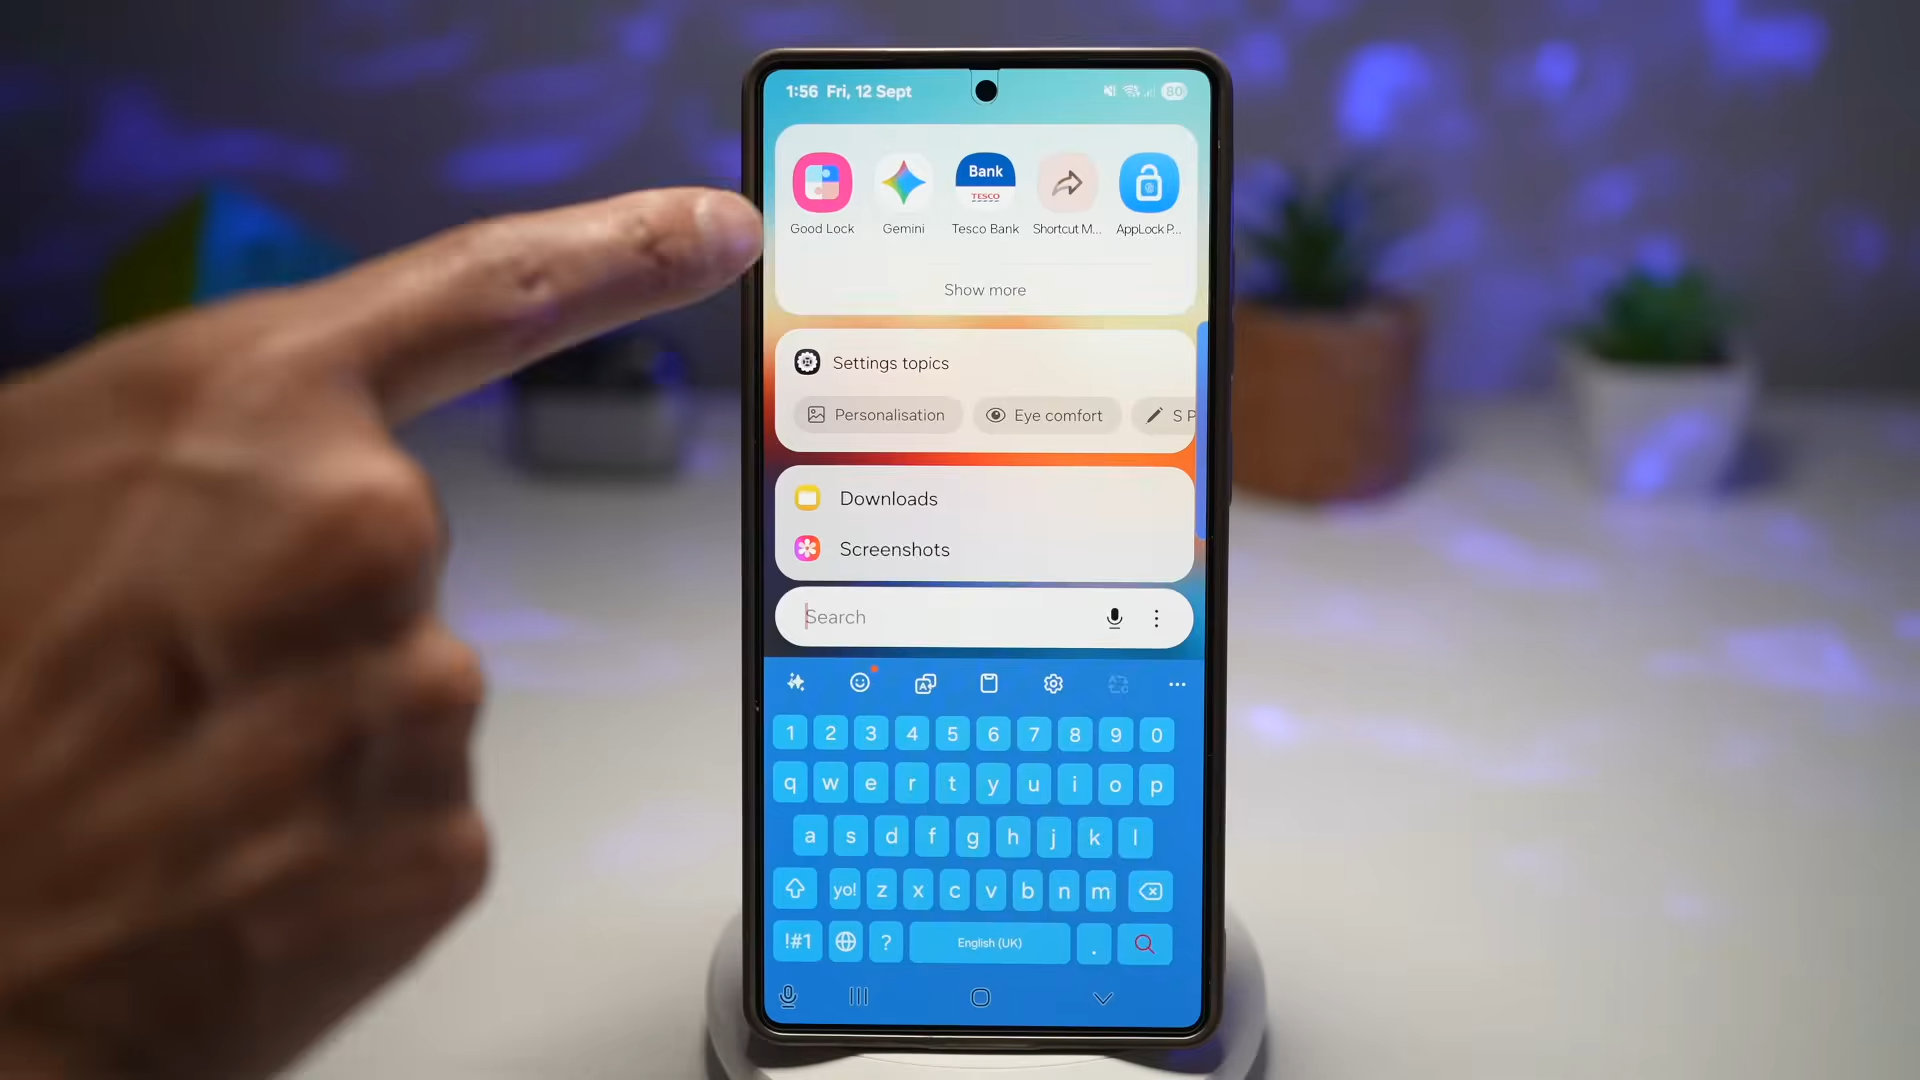 1:56 Fri, 12 Sept 80
Bank
TESCO
Good Lock Gemini Tesco Bank Shortcut M... AppLock P...
Show more
Settings topics
Personalisation Eye comfort S P
Downloads
Screenshots
Search
1 2 3 4 5 6 7 8 9 0
q w e r t y u i o p
a s d f g h j k l
yo! z x c v b n m
!#1 ? English (UK) .